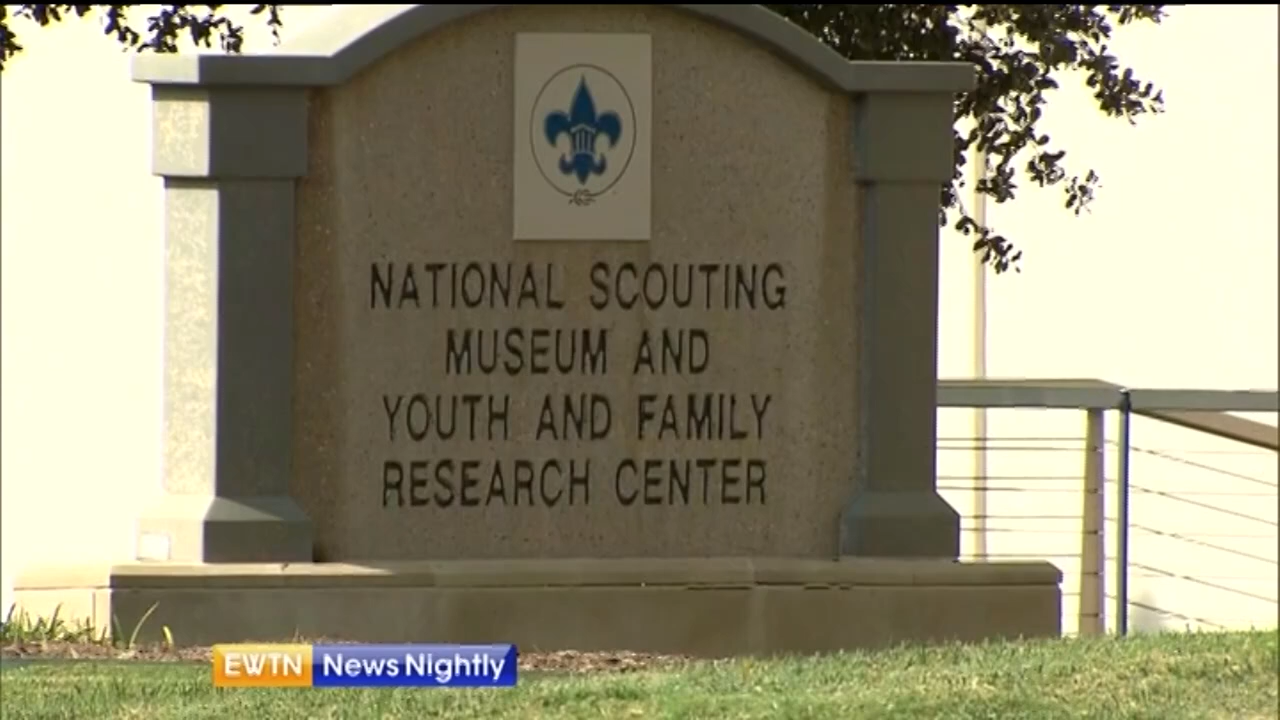 NATIONAL SCOUTING
MUSEUM AND
YOUTH AND FAMILY
RESEARCH CENTER
EWTN News Nightly